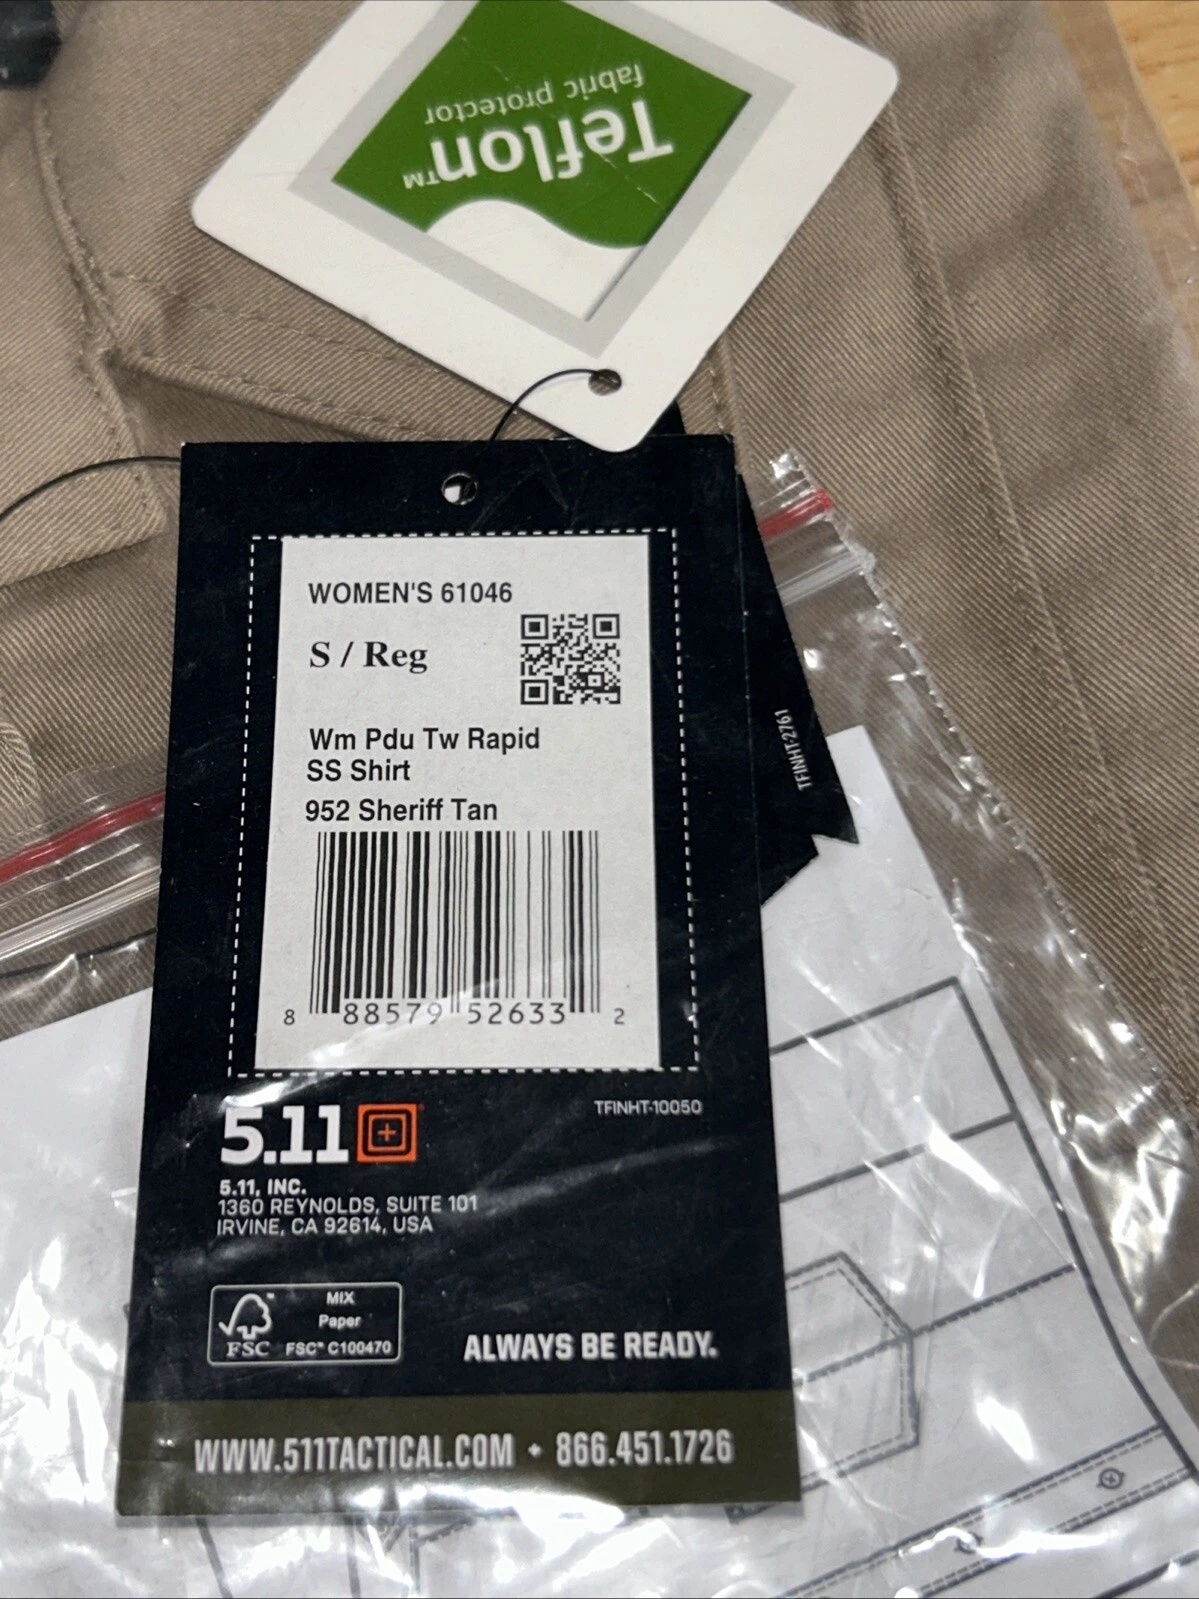 Teflon™
fabric protector
WOMEN'S 61046
S / Reg
Wm Pdu Tw Rapid
SS Shirt
952 Sheriff Tan
8 88579 52633 2
TFINHT-2761
5.11
TFINHT-10050
5.11, INC.
1360 REYNOLDS, SUITE 101
IRVINE, CA 92614, USA
FSC™
MIX
Paper
FSC™ C100470
ALWAYS BE READY.
WWW.511TACTICAL.COM • 866.451.1726